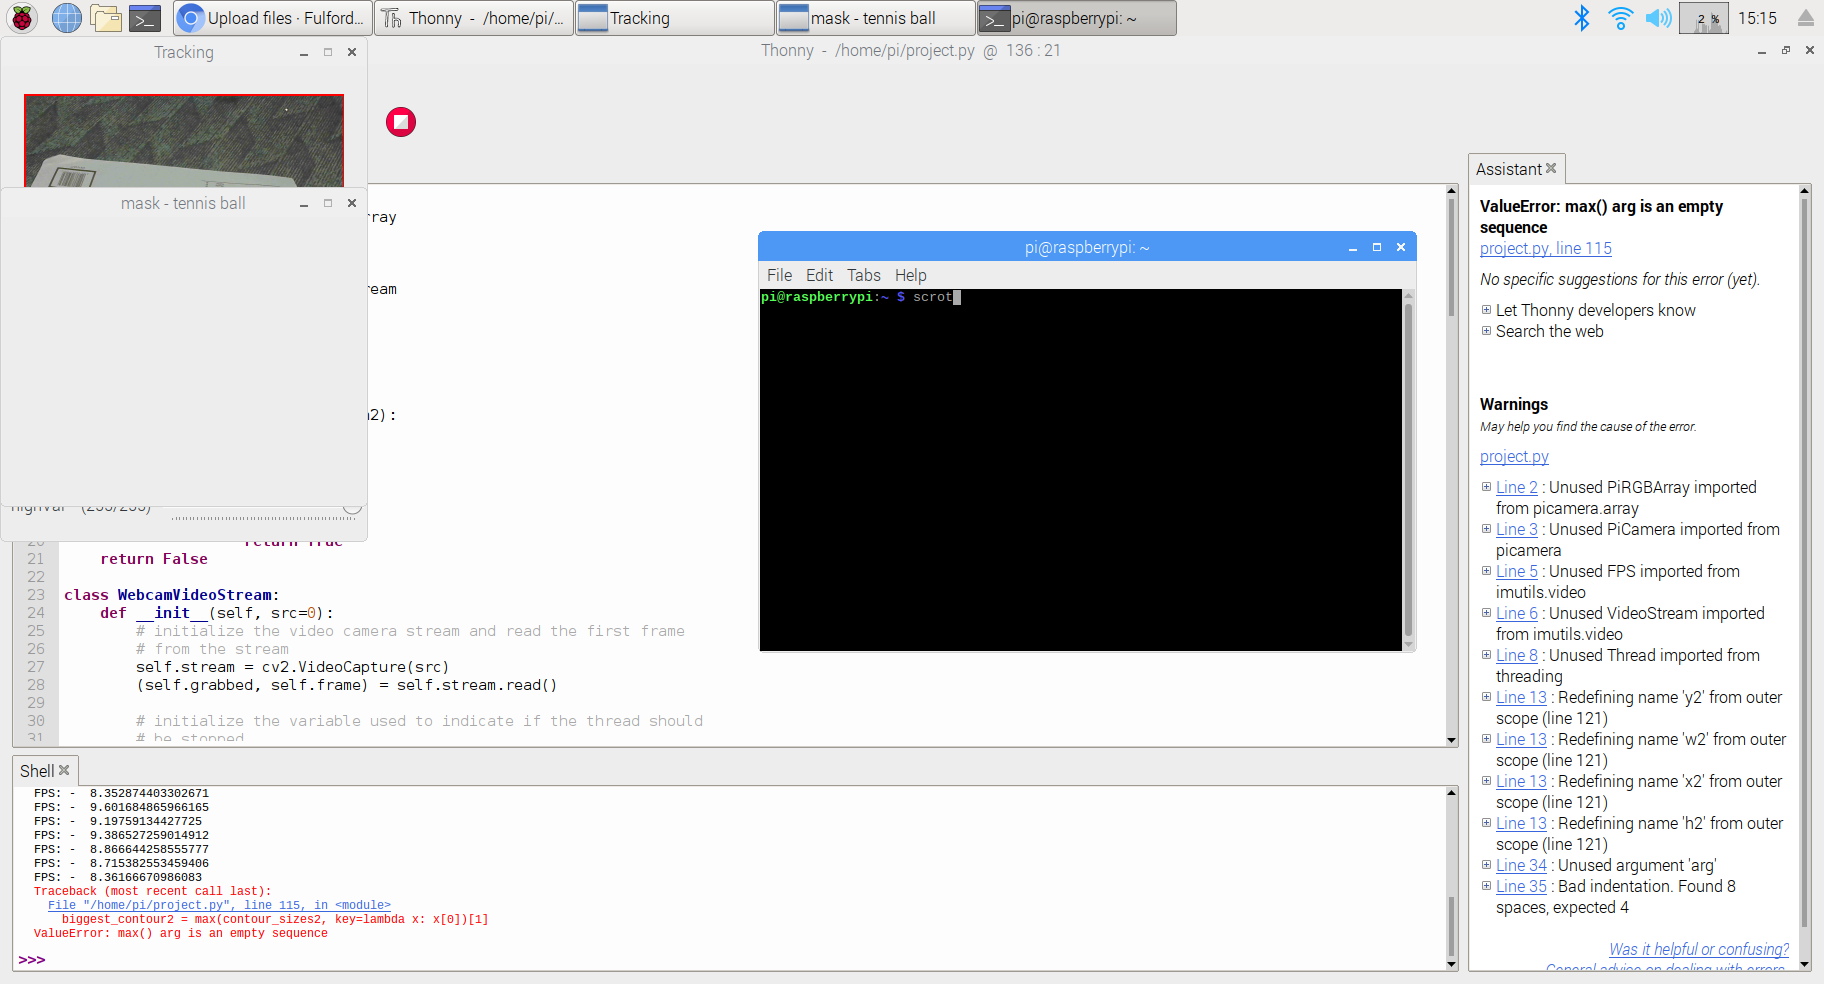 Upload files · Fulford...
Thonny - /home/pi/...
Tracking
mask - tennis ball
pi@raspberrypi: ~
2 %
15:15
Tracking
Thonny - /home/pi/project.py @ 136 : 21
mask - tennis ball
ray
eam
2):
(255/255)
20 return True
21 return False
22
23 class WebcamVideoStream:
24 def __init__(self, src=0):
25 # initialize the video camera stream and read the first frame
26 # from the stream
27 self.stream = cv2.VideoCapture(src)
28 (self.grabbed, self.frame) = self.stream.read()
29
30 # initialize the variable used to indicate if the thread should
31 # be stopped
pi@raspberrypi: ~
File Edit Tabs Help
pi@raspberrypi:~ $ scrot
Shell
FPS: - 8.352874403302671
FPS: - 9.601684865966165
FPS: - 9.19759134427725
FPS: - 9.386527259014912
FPS: - 8.866644258555777
FPS: - 8.715382553459406
FPS: - 8.36166670986083
Traceback (most recent call last):
File "/home/pi/project.py", line 115, in <module>
biggest_contour2 = max(contour_sizes2, key=lambda x: x[0])[1]
ValueError: max() arg is an empty sequence
>>>
Assistant
ValueError: max() arg is an empty
sequence
project.py, line 115
No specific suggestions for this error (yet).
Let Thonny developers know
Search the web
Warnings
May help you find the cause of the error.
project.py
Line 2 : Unused PiRGBArray imported
from picamera.array
Line 3 : Unused PiCamera imported from
picamera
Line 5 : Unused FPS imported from
imutils.video
Line 6 : Unused VideoStream imported
from imutils.video
Line 8 : Unused Thread imported from
threading
Line 13 : Redefining name 'y2' from outer
scope (line 121)
Line 13 : Redefining name 'w2' from outer
scope (line 121)
Line 13 : Redefining name 'x2' from outer
scope (line 121)
Line 13 : Redefining name 'h2' from outer
scope (line 121)
Line 34 : Unused argument 'arg'
Line 35 : Bad indentation. Found 8
spaces, expected 4
Was it helpful or confusing?
General advice on dealing with errors.